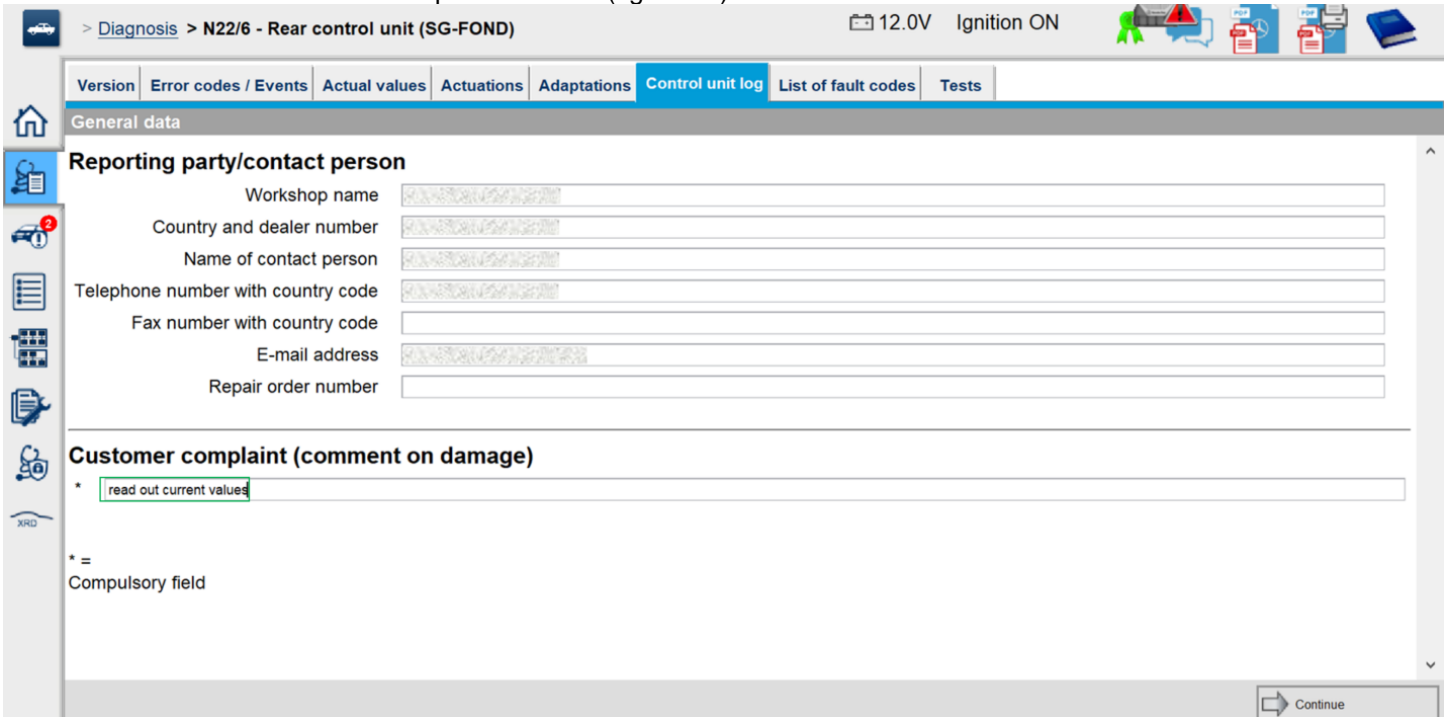 > Diagnosis > N22/6 - Rear control unit (SG-FOND)
12.0V Ignition ON
PDF PDF
Version Error codes / Events Actual values Actuations Adaptations Control unit log List of fault codes Tests
General data
Reporting party/contact person
Workshop name
Country and dealer number
2
Name of contact person
Telephone number with country code
Fax number with country code
E-mail address
Repair order number
Customer complaint (comment on damage)
* read out current values
XRD
* =
Compulsory field
Continue